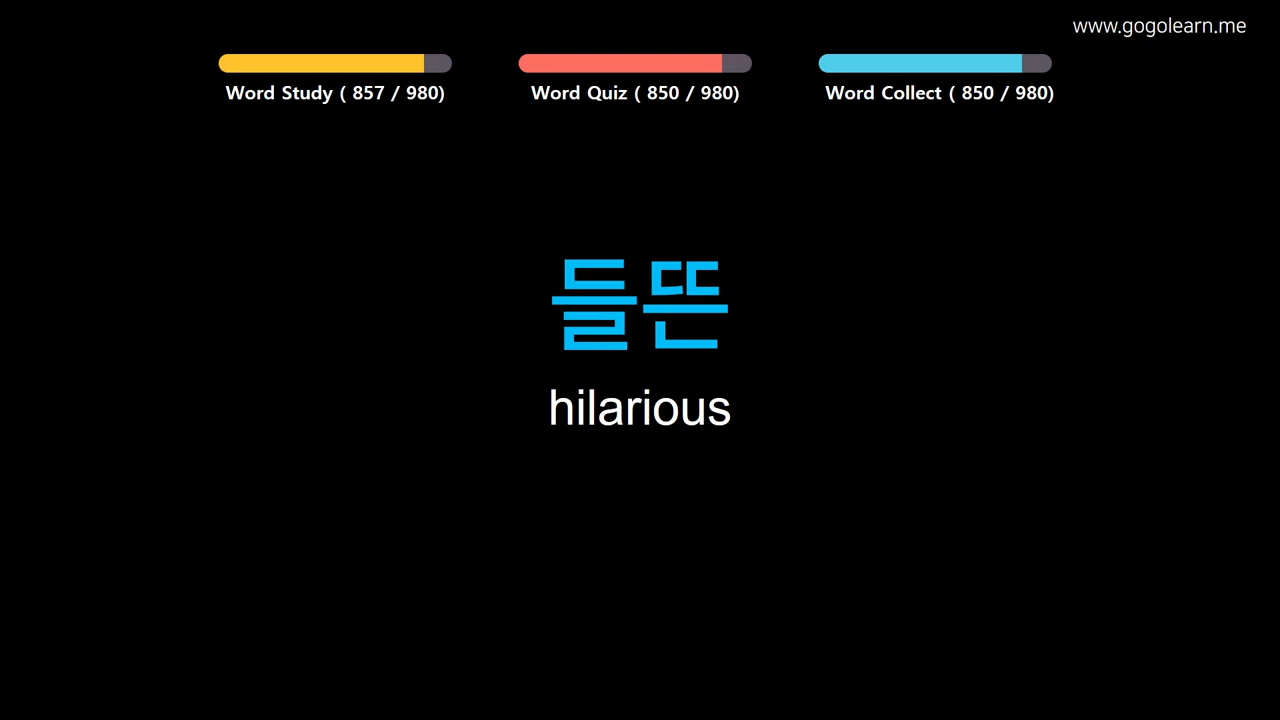 www.gogolearn.me
Word Study ( 857 / 980)
Word Quiz ( 850 / 980)
Word Collect ( 850 / 980)
들뜬
hilarious